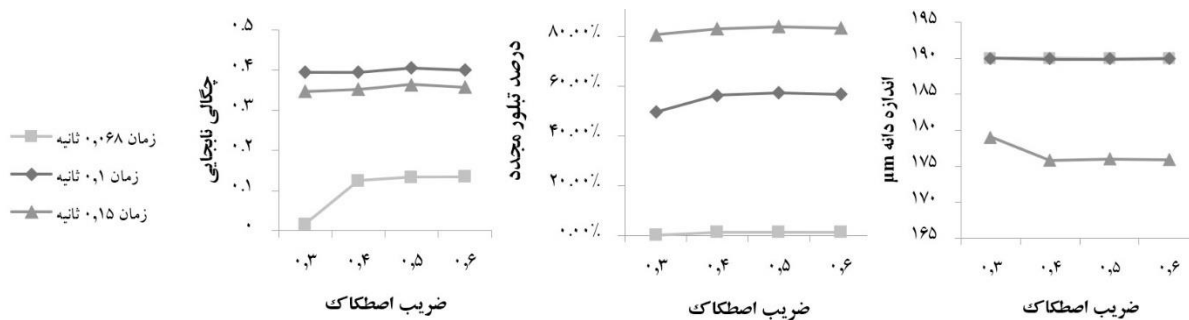 زمان ۰,۰۶۸ ثانیه
زمان ۰,۱ ثانیه
زمان ۰,۱۵ ثانیه
چگالی نابجایی
۰.۵
۰.۴
۰.۳
۰.۲
۰.۱
۰
۰,۳ ۰,۴ ۰,۵ ۰,۶
ضریب اصطکاک
درصد تبلور مجدد
۸۰.۰۰٪
۶۰.۰۰٪
۴۰.۰۰٪
۲۰.۰۰٪
۰.۰۰٪
۰,۳ ۰,۴ ۰,۵ ۰,۶
ضریب اصطکاک
اندازه دانه µm
۱۹۵
۱۹۰
۱۸۵
۱۸۰
۱۷۵
۱۷۰
۱۶۵
۰,۳ ۰,۴ ۰,۵ ۰,۶
ضریب اصطکاک